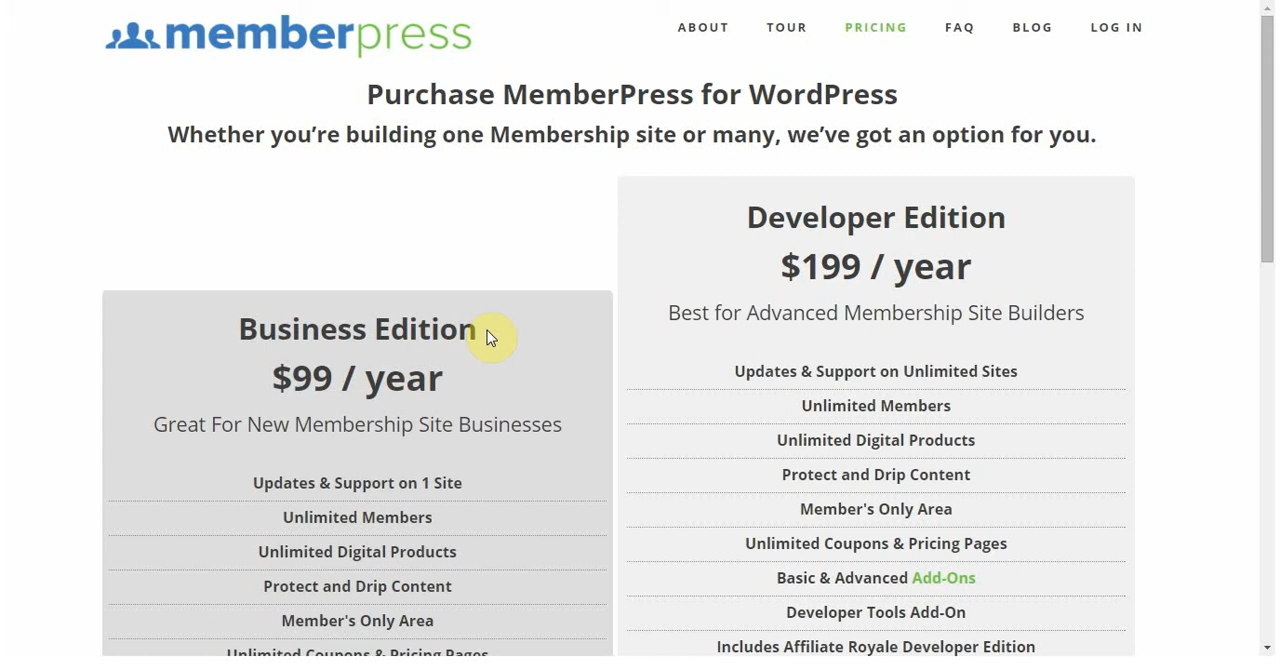 memberpress
ABOUT TOUR PRICING FAQ BLOG LOG IN
Purchase MemberPress for WordPress
Whether you’re building one Membership site or many, we’ve got an option for you.
Developer Edition
$199 / year
Best for Advanced Membership Site Builders
Updates & Support on Unlimited Sites
Unlimited Members
Unlimited Digital Products
Protect and Drip Content
Member's Only Area
Unlimited Coupons & Pricing Pages
Basic & Advanced Add-Ons
Developer Tools Add-On
Includes Affiliate Royale Developer Edition
Business Edition
$99 / year
Great For New Membership Site Businesses
Updates & Support on 1 Site
Unlimited Members
Unlimited Digital Products
Protect and Drip Content
Member's Only Area
Unlimited Coupons & Pricing Pages